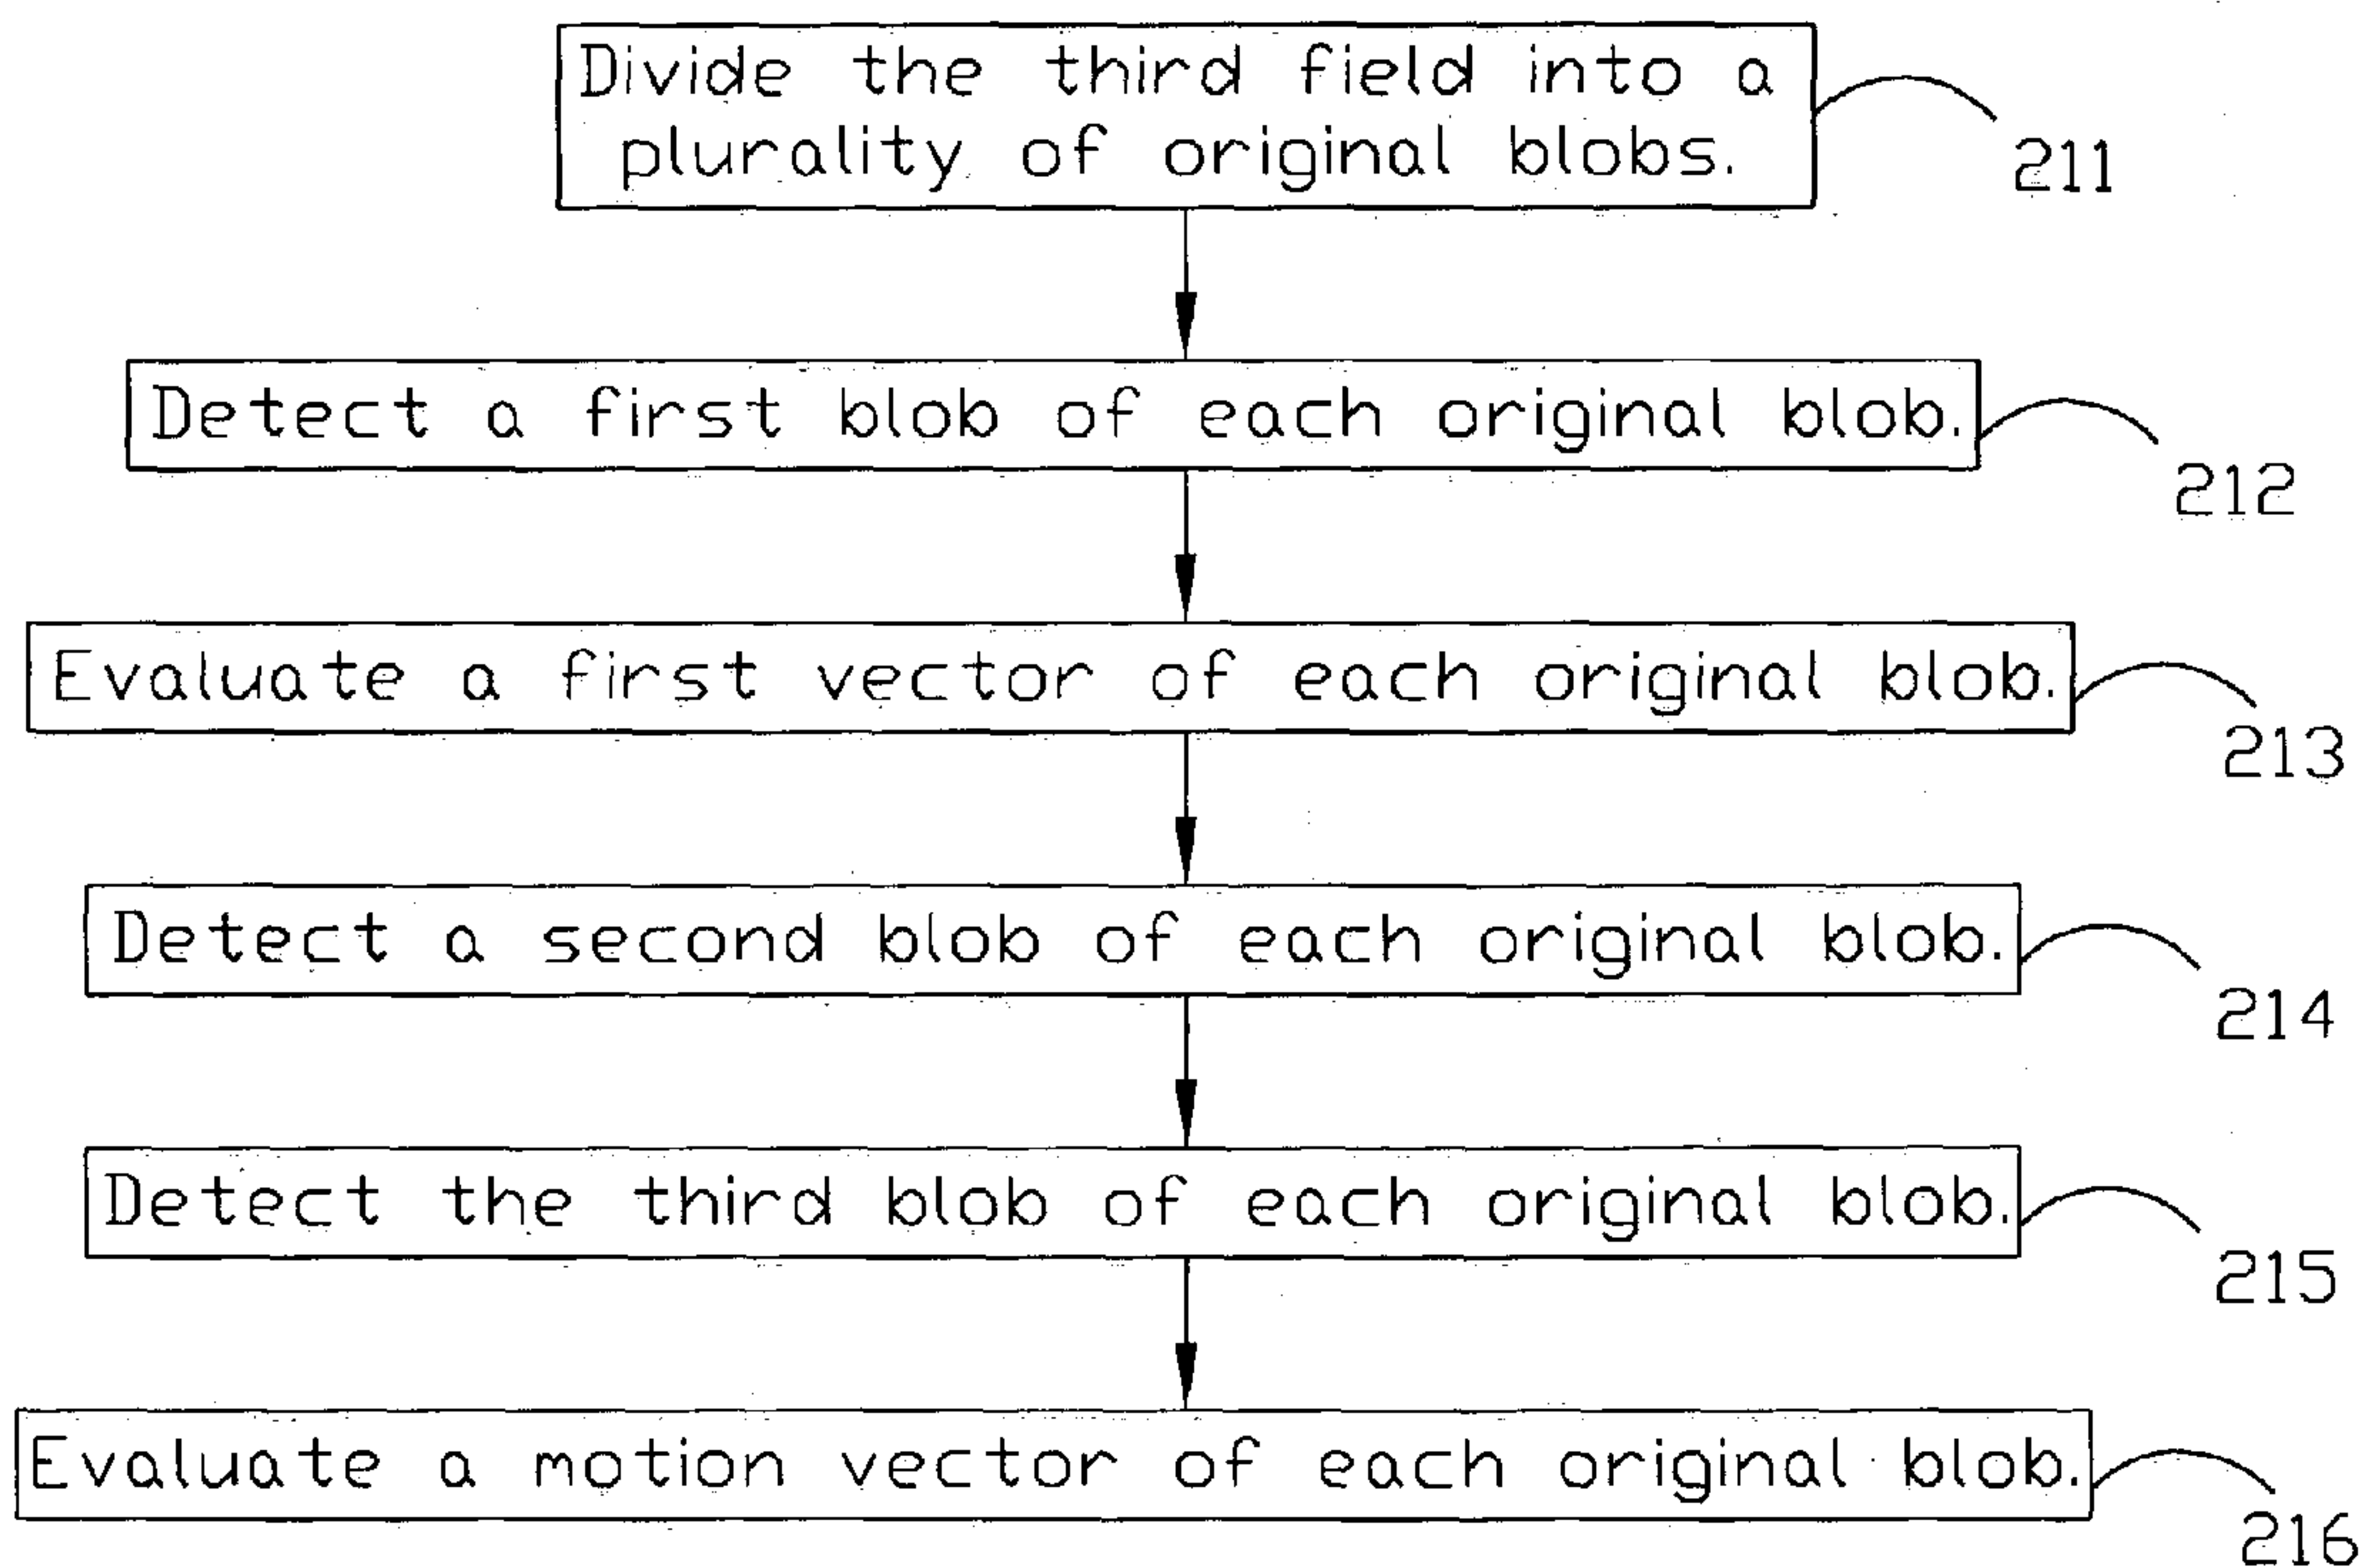 Divide the third field into a
plurality of original blobs.
211
Detect a first blob of each original blob.
212
Evaluate a first vector of each original blob.
213
Detect a second blob of each original blob.
214
Detect the third blob of each original blob.
215
Evaluate a motion vector of each original blob.
216